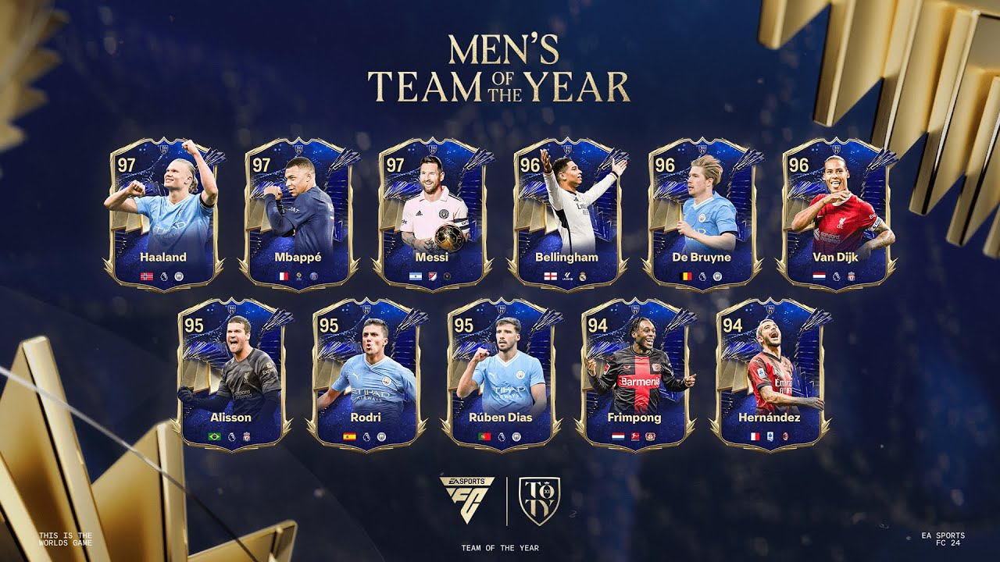 MEN'S
TEAM OF THE YEAR
97
Haaland
97
Mbappé
97
Messi
96
Bellingham
96
De Bruyne
96
Van Dijk
95
Alisson
95
Rodri
95
Rúben Dias
94
Barmenia
Frimpong
94
Hernández
EA SPORTS
FC
TOTY
XI
THIS IS THE
WORLDS GAME
TEAM OF THE YEAR
EA SPORTS
FC 24